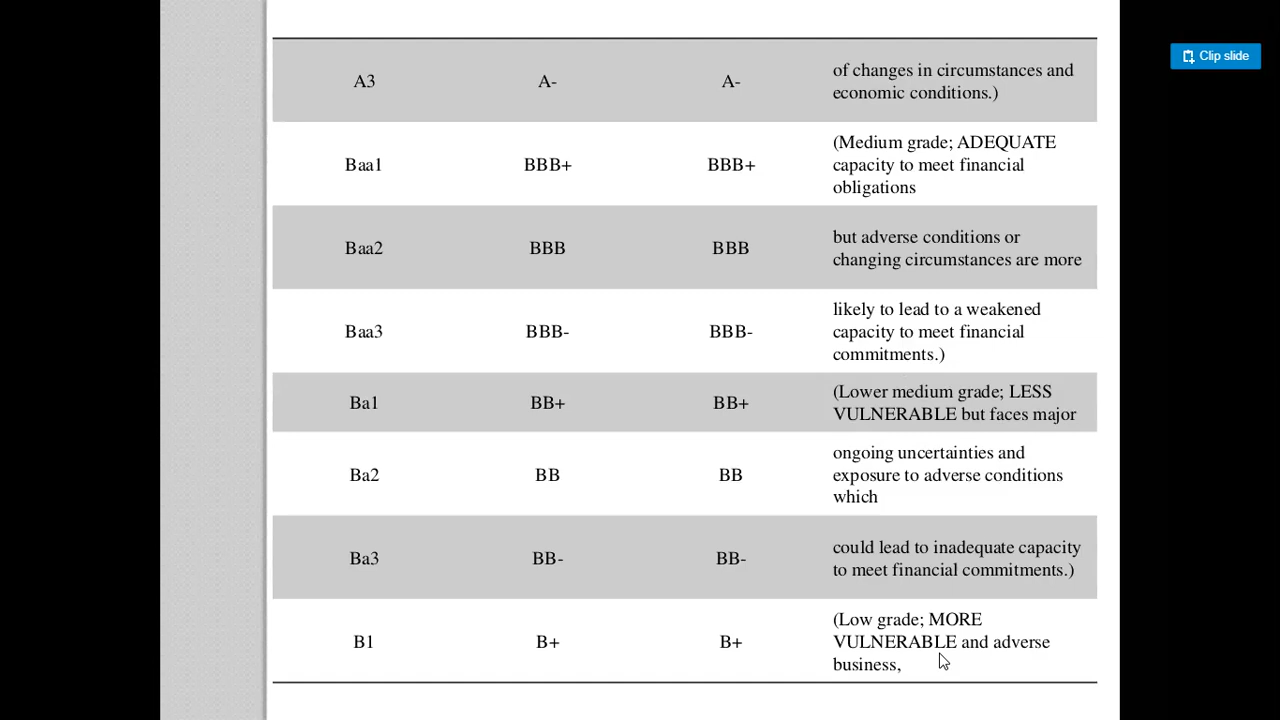 Clip slide
A3 A- A- of changes in circumstances and
economic conditions.)
Baa1 BBB+ BBB+ (Medium grade; ADEQUATE
capacity to meet financial
obligations
Baa2 BBB BBB but adverse conditions or
changing circumstances are more
Baa3 BBB- BBB- likely to lead to a weakened
capacity to meet financial
commitments.)
Ba1 BB+ BB+ (Lower medium grade; LESS
VULNERABLE but faces major
Ba2 BB BB ongoing uncertainties and
exposure to adverse conditions
which
Ba3 BB- BB- could lead to inadequate capacity
to meet financial commitments.)
B1 B+ B+ (Low grade; MORE
VULNERABLE and adverse
business,